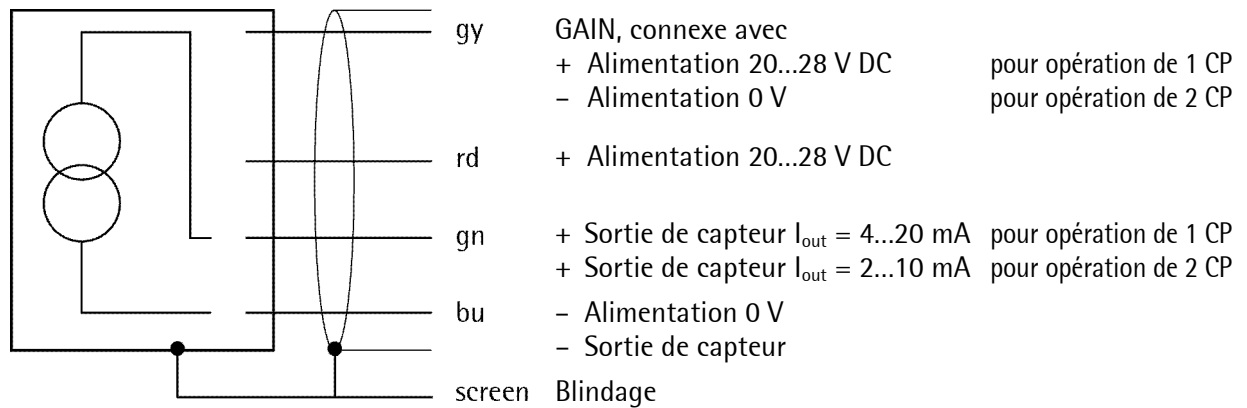 gy GAIN, connexe avec
+ Alimentation 20...28 V DC pour opération de 1 CP
– Alimentation 0 V pour opération de 2 CP
rd + Alimentation 20...28 V DC
gn + Sortie de capteur Iout = 4...20 mA pour opération de 1 CP
+ Sortie de capteur Iout = 2...10 mA pour opération de 2 CP
bu – Alimentation 0 V
– Sortie de capteur
screen Blindage